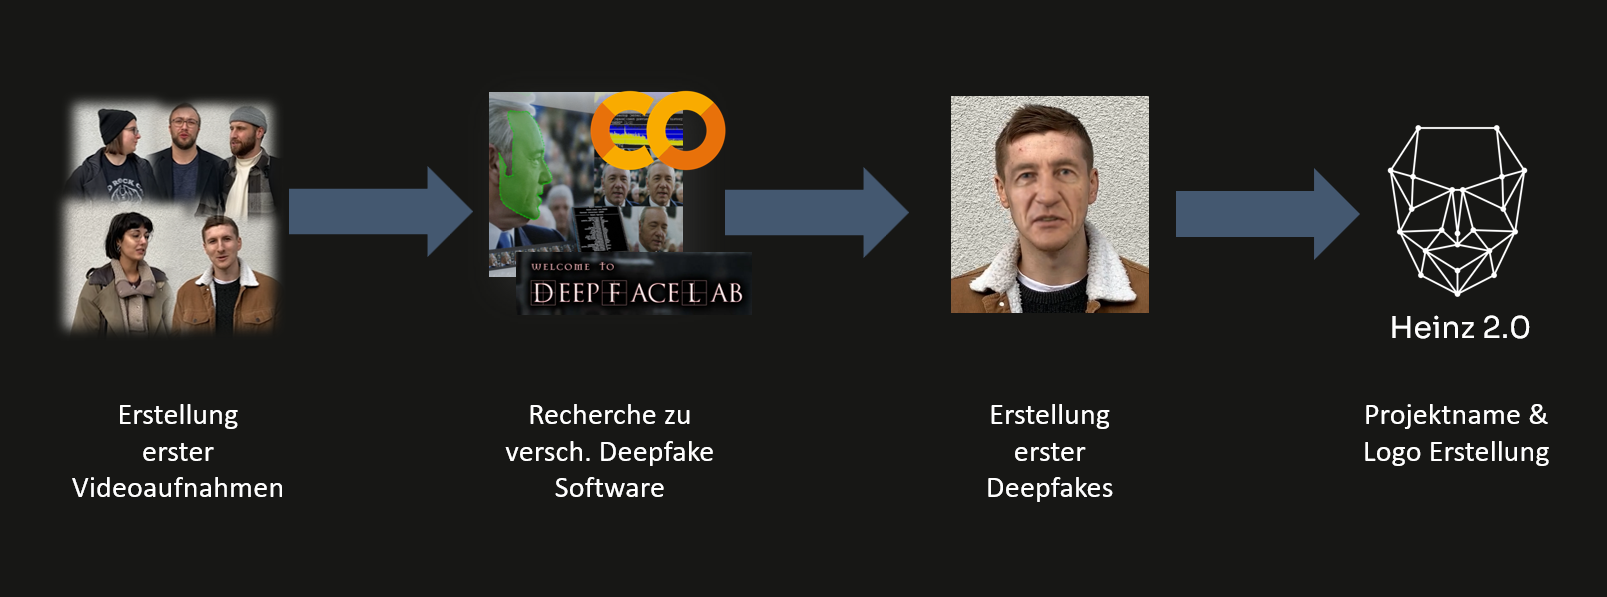 WELCOME TO
DEEPFACELAB
Heinz 2.0
Erstellung
erster
Videoaufnahmen
Recherche zu
versch. Deepfake
Software
Erstellung
erster
Deepfakes
Projektname &
Logo Erstellung